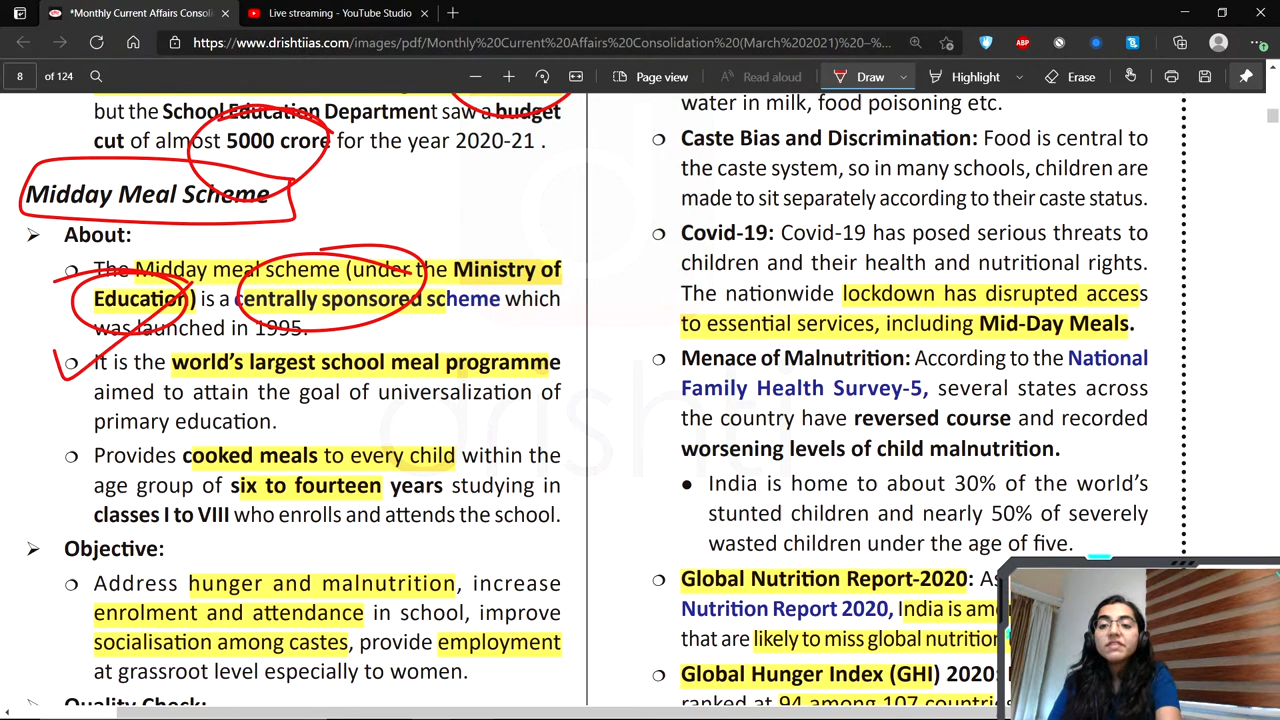 *Monthly Current Affairs Consoli
Live streaming - YouTube Studio
https://www.drishtiias.com/images/pdf/Monthly%20Current%20Affairs%20Consolidation%20(March%202021)%20–%...
ABP
8 of 124
Page view
Read aloud
Draw
Highlight
Erase
but the School Education Department saw a budget
cut of almost 5000 crore for the year 2020-21 .
Midday Meal Scheme
About:
The Midday meal scheme (under the Ministry of
Education) is a centrally sponsored scheme which
was launched in 1995.
It is the world’s largest school meal programme
aimed to attain the goal of universalization of
primary education.
Provides cooked meals to every child within the
age group of six to fourteen years studying in
classes I to VIII who enrolls and attends the school.
Objective:
Address hunger and malnutrition, increase
enrolment and attendance in school, improve
socialisation among castes, provide employment
at grassroot level especially to women.
Quality Check:
water in milk, food poisoning etc.
Caste Bias and Discrimination: Food is central to
the caste system, so in many schools, children are
made to sit separately according to their caste status.
Covid-19: Covid-19 has posed serious threats to
children and their health and nutritional rights.
The nationwide lockdown has disrupted access
to essential services, including Mid-Day Meals.
Menace of Malnutrition: According to the National
Family Health Survey-5, several states across
the country have reversed course and recorded
worsening levels of child malnutrition.
India is home to about 30% of the world’s
stunted children and nearly 50% of severely
wasted children under the age of five.
Global Nutrition Report-2020: As
Nutrition Report 2020, India is amo
that are likely to miss global nutrition
Global Hunger Index (GHI) 2020:
ranked at 94 among 107 countries
drishti